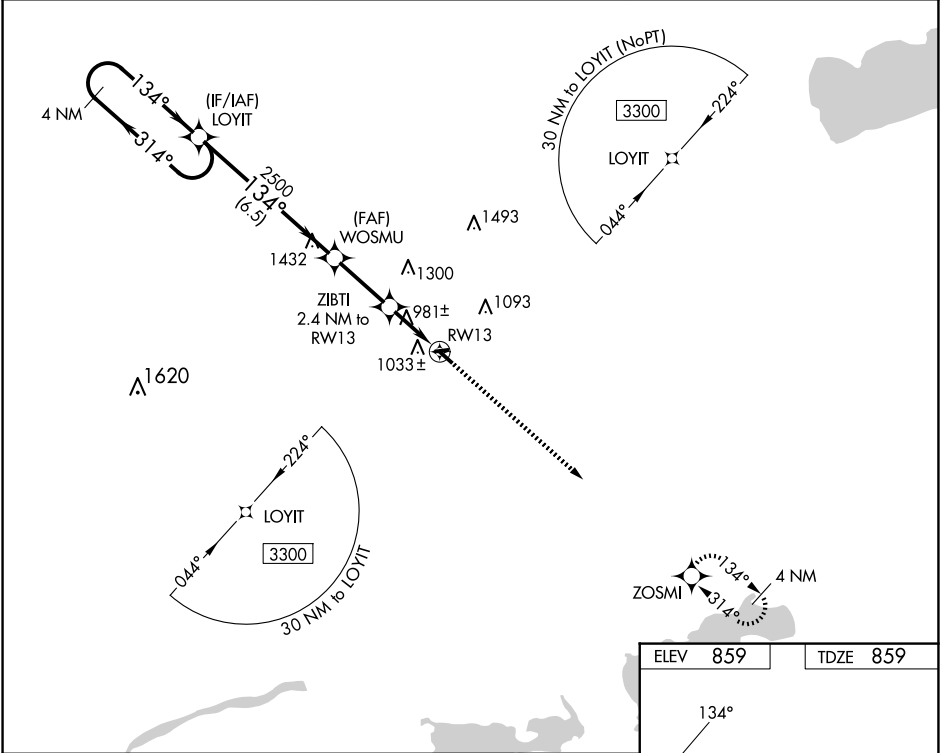 30 NM to LOYIT (NoPT)
224°
3300
LOYIT
044°
134°
4 NM
314°
(IF/IAF)
LOYIT
2500
134°
(6.5)
(FAF)
WOSMU
1432
1493
1300
ZIBTI
2.4 NM to
RW13
981±
1093
RW13
1033±
1620
224°
LOYIT
3300
044°
30 NM to LOYIT
134°
4 NM
ZOSMI
314°
ELEV 859
TDZE 859
134°